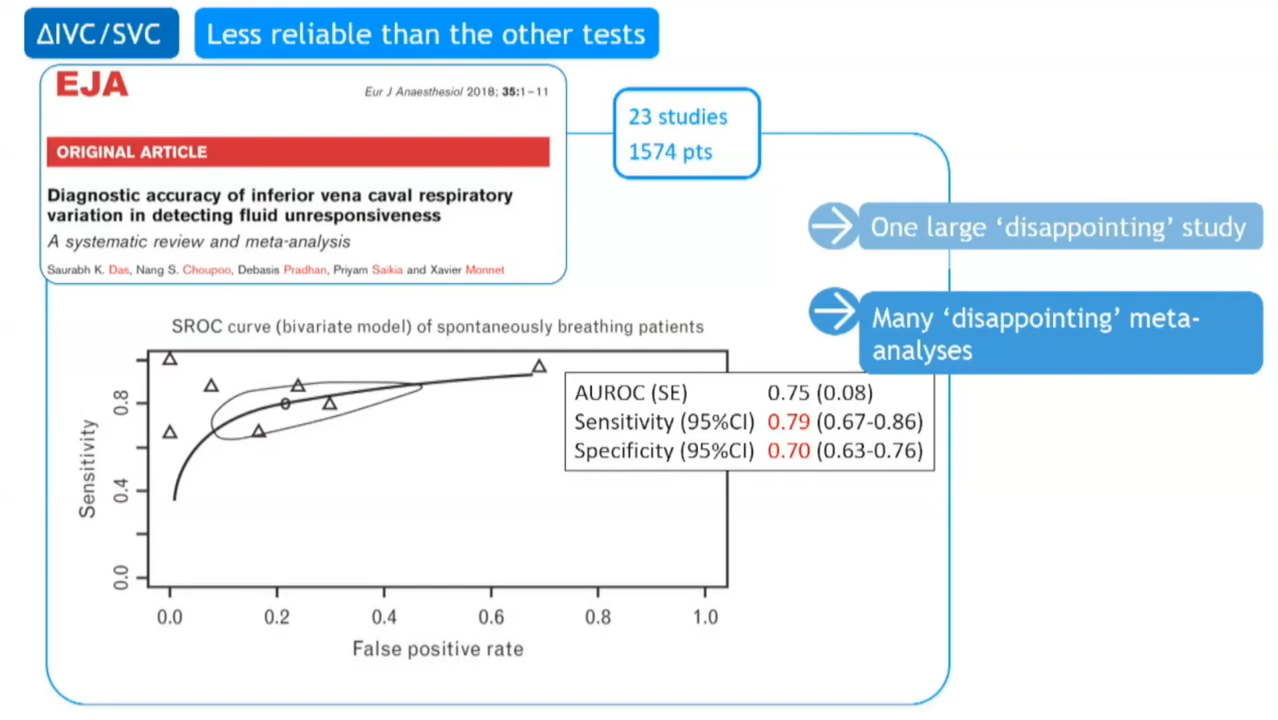 ΔIVC/SVC
Less reliable than the other tests
EJA
Eur J Anaesthesiol 2018; 35:1–11
ORIGINAL ARTICLE
Diagnostic accuracy of inferior vena caval respiratory
variation in detecting fluid unresponsiveness
A systematic review and meta-analysis
Saurabh K. Das, Nang S. Choupoo, Debasis Pradhan, Priyam Saikia and Xavier Monnet
23 studies
1574 pts
One large ‘disappointing’ study
Many ‘disappointing’ meta-
analyses
SROC curve (bivariate model) of spontaneously breathing patients
AUROC (SE) 0.75 (0.08)
Sensitivity (95%CI) 0.79 (0.67-0.86)
Specificity (95%CI) 0.70 (0.63-0.76)
Sensitivity
0.8
0.4
0.0
0.0 0.2 0.4 0.6 0.8 1.0
False positive rate